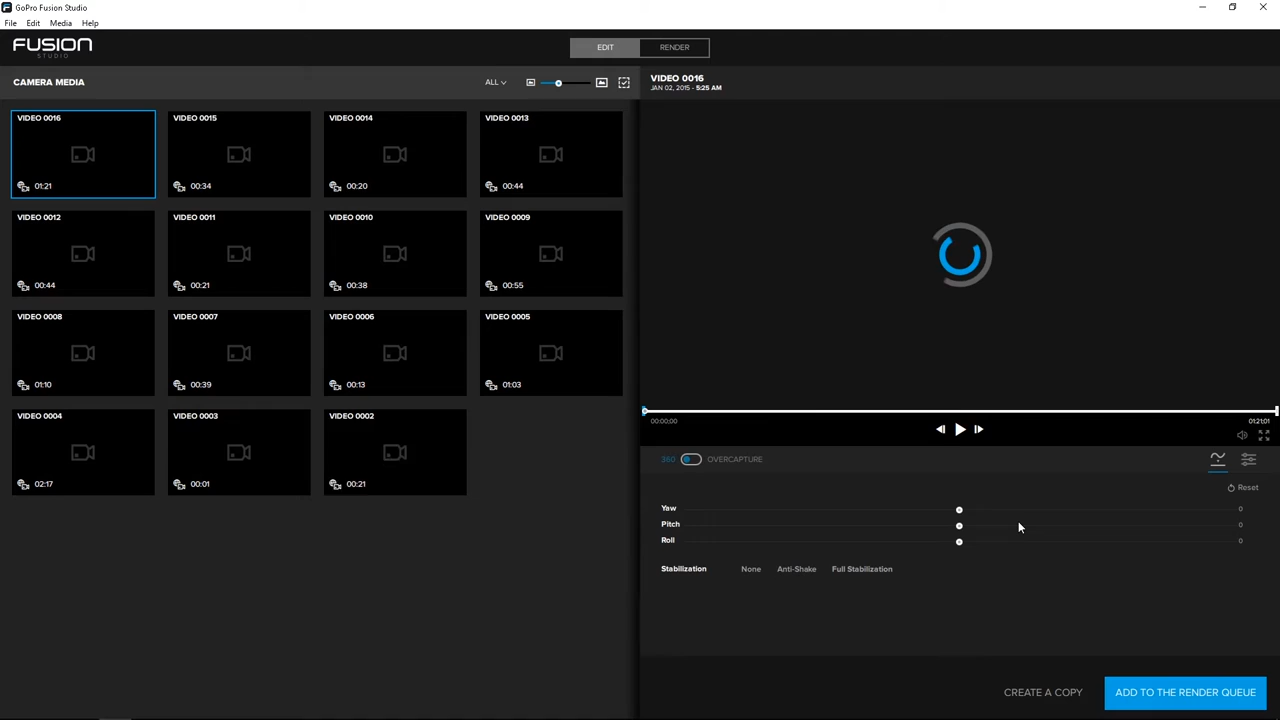 GoPro Fusion Studio
File Edit Media Help
FUSION
STUDIO
EDIT RENDER
CAMERA MEDIA
ALL
VIDEO 0016
JAN 02, 2015 - 5:25 AM
VIDEO 0016
01:21
VIDEO 0015
00:34
VIDEO 0014
00:20
VIDEO 0013
00:44
VIDEO 0012
00:44
VIDEO 0011
00:21
VIDEO 0010
00:38
VIDEO 0009
00:55
VIDEO 0008
01:10
VIDEO 0007
00:39
VIDEO 0006
00:13
VIDEO 0005
01:03
VIDEO 0004
02:17
VIDEO 0003
00:01
VIDEO 0002
00:21
00:00;00
01:21;01
360 OVERCAPTURE
Reset
Yaw 0
Pitch 0
Roll 0
Stabilization None Anti-Shake Full Stabilization
CREATE A COPY
ADD TO THE RENDER QUEUE